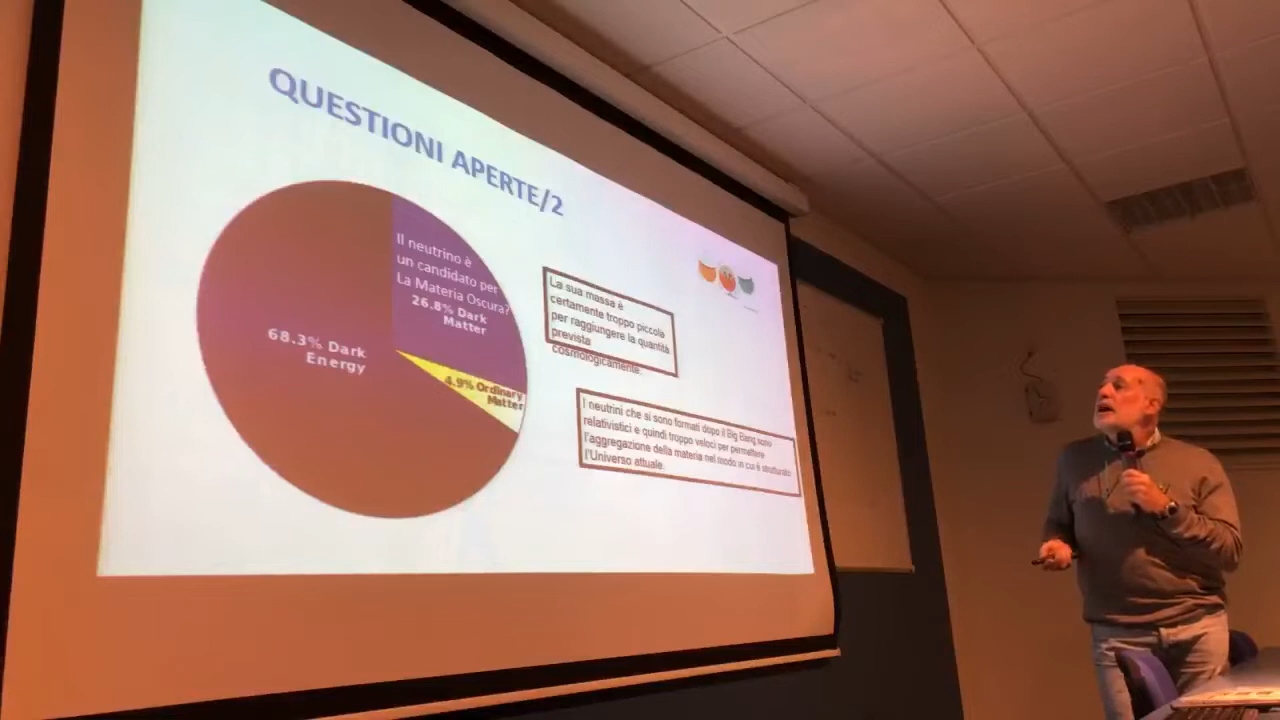 QUESTIONI APERTE/2
Il neutrino è
un candidato per
La Materia Oscura?
26.8% Dark
Matter
68.3% Dark
Energy
4.9% Ordinary
Matter
La sua massa è
certamente troppo piccola
per raggiungere la quantità
prevista
cosmologicamente.
I neutrini che si sono formati dopo il Big Bang sono
relativistici e quindi troppo veloci per permettere
l'aggregazione della materia nel modo in cui è strutturato
l'Universo attuale.